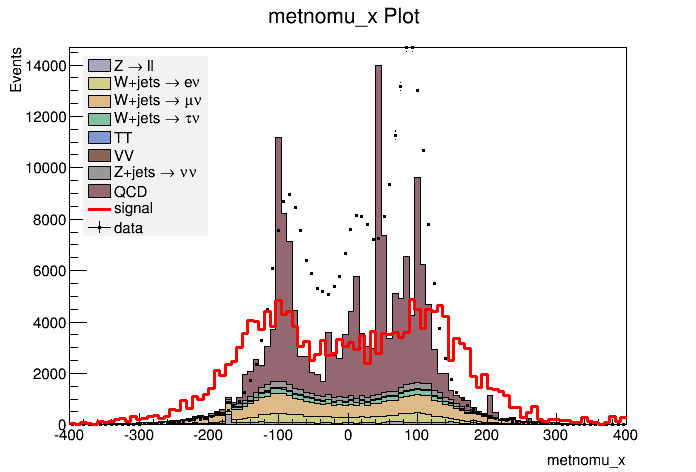 metnomu_x Plot
Events
14000
12000
10000
8000
6000
4000
2000
0
Z → ll
W+jets → eν
W+jets → μν
W+jets → τν
TT
VV
Z+jets → νν
QCD
signal
data
-400 -300 -200 -100 0 100 200 300 400
metnomu_x